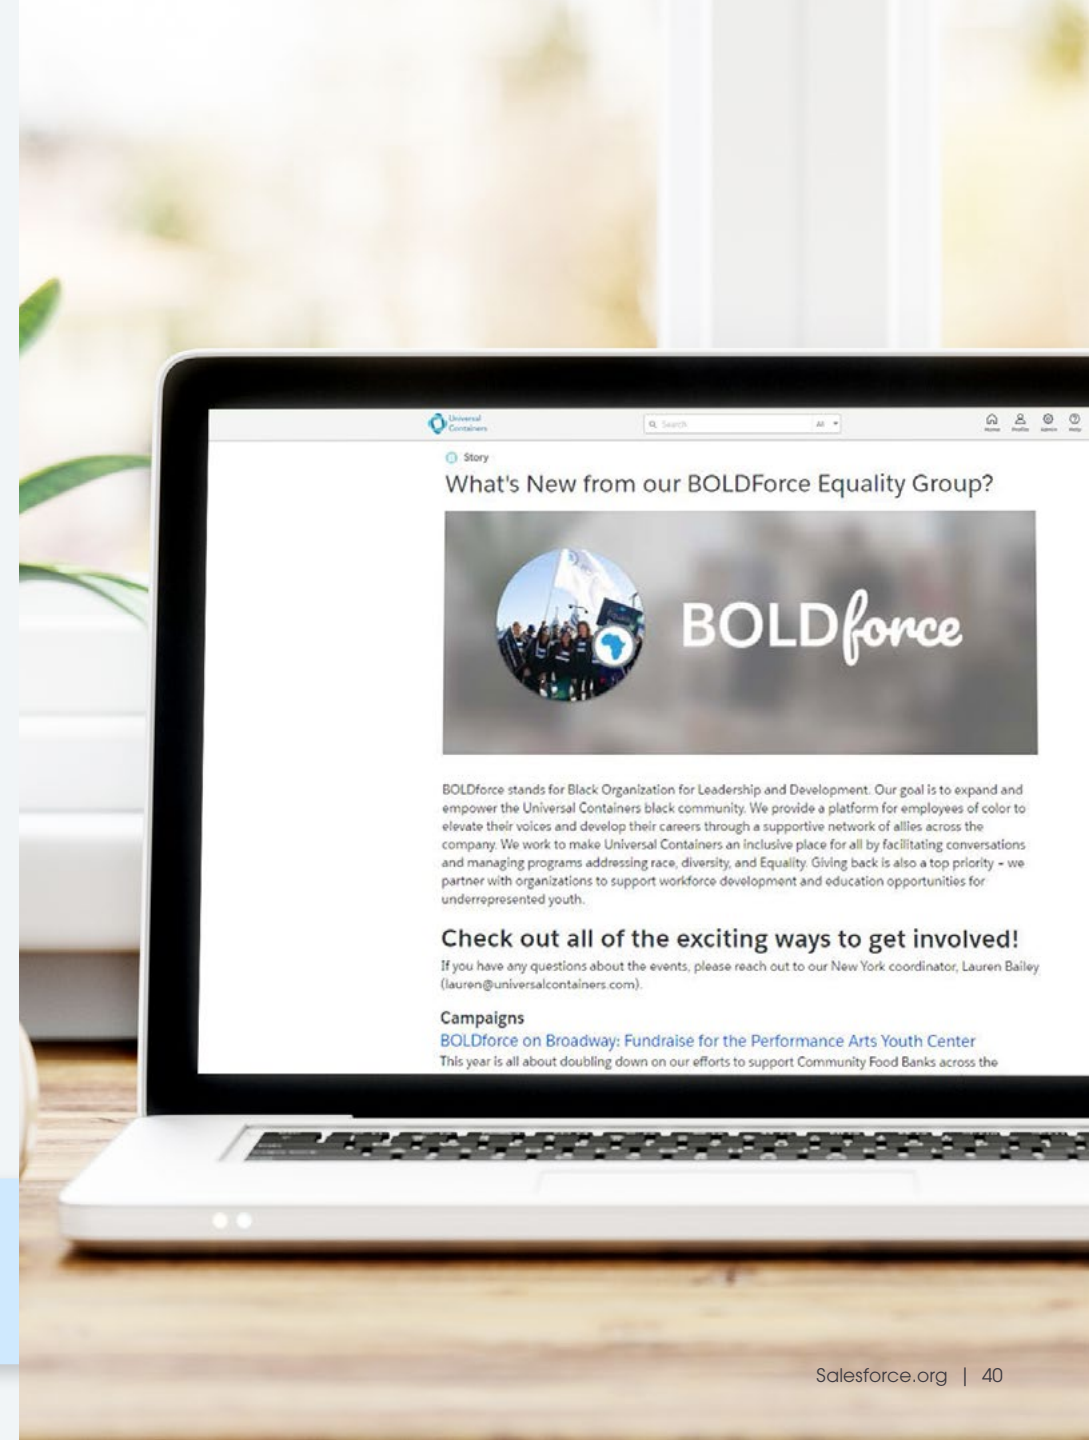 Universal
Containers
Search
All
Home
Profile
Admin
Help
Story
What's New from our BOLDForce Equality Group?
Equality
BOLDforce
BOLDforce stands for Black Organization for Leadership and Development. Our goal is to expand and
empower the Universal Containers black community. We provide a platform for employees of color to
elevate their voices and develop their careers through a supportive network of allies across the
company. We work to make Universal Containers an inclusive place for all by facilitating conversations
and managing programs addressing race, diversity, and Equality. Giving back is also a top priority – we
partner with organizations to support workforce development and education opportunities for
underrepresented youth.
Check out all of the exciting ways to get involved!
If you have any questions about the events, please reach out to our New York coordinator, Lauren Bailey
(lauren@universalcontainers.com).
Campaigns
BOLDforce on Broadway: Fundraise for the Performance Arts Youth Center
This year is all about doubling down on our efforts to support Community Food Banks across the
Salesforce.org | 40